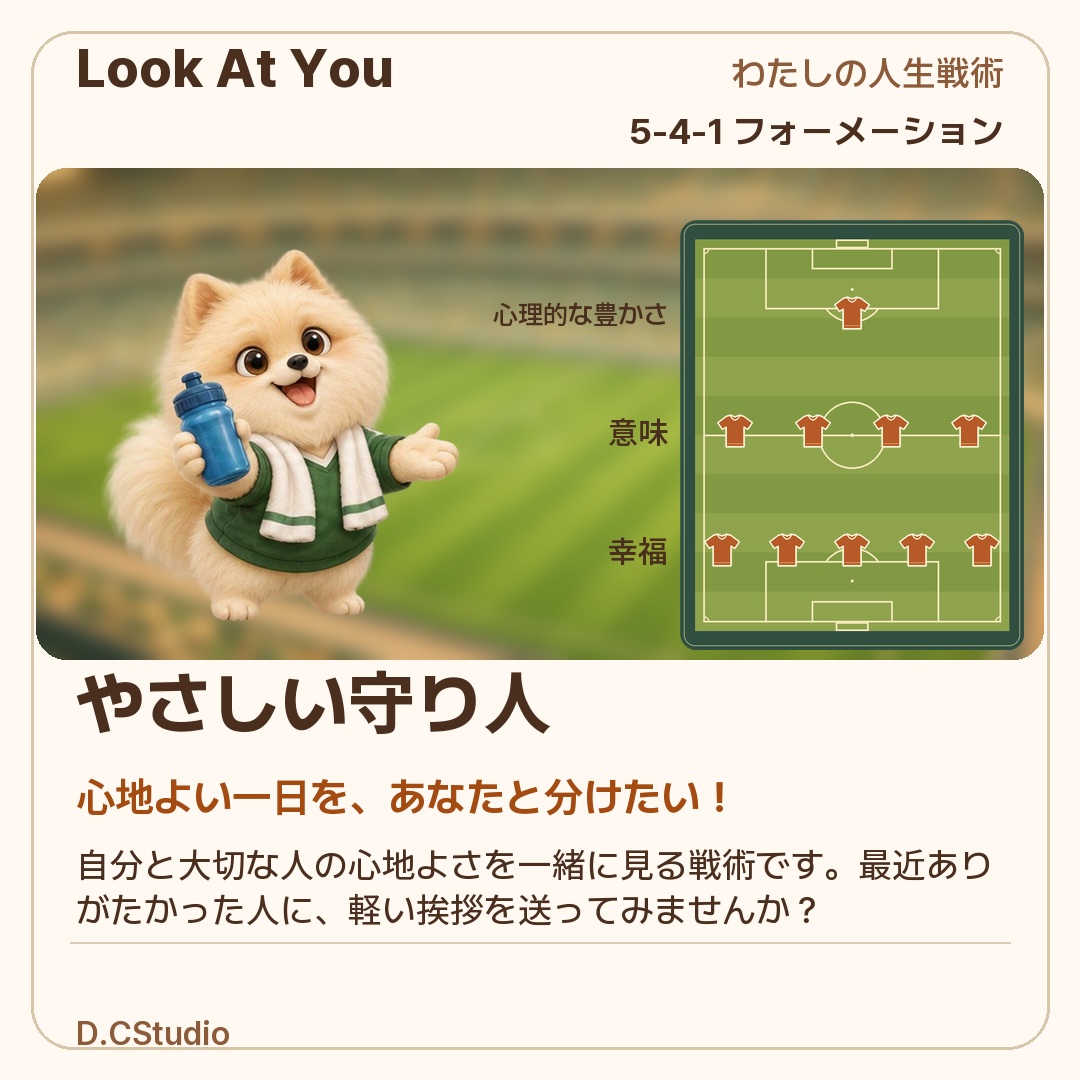 Look At You
わたしの人生戦術
5-4-1 フォーメーション
心理的な豊かさ
意味
幸福
やさしい守り人
心地よい一日を、あなたと分けたい！
自分と大切な人の心地よさを一緒に見る戦術です。最近あり
がたかった人に、軽い挨拶を送ってみませんか？
D.CStudio